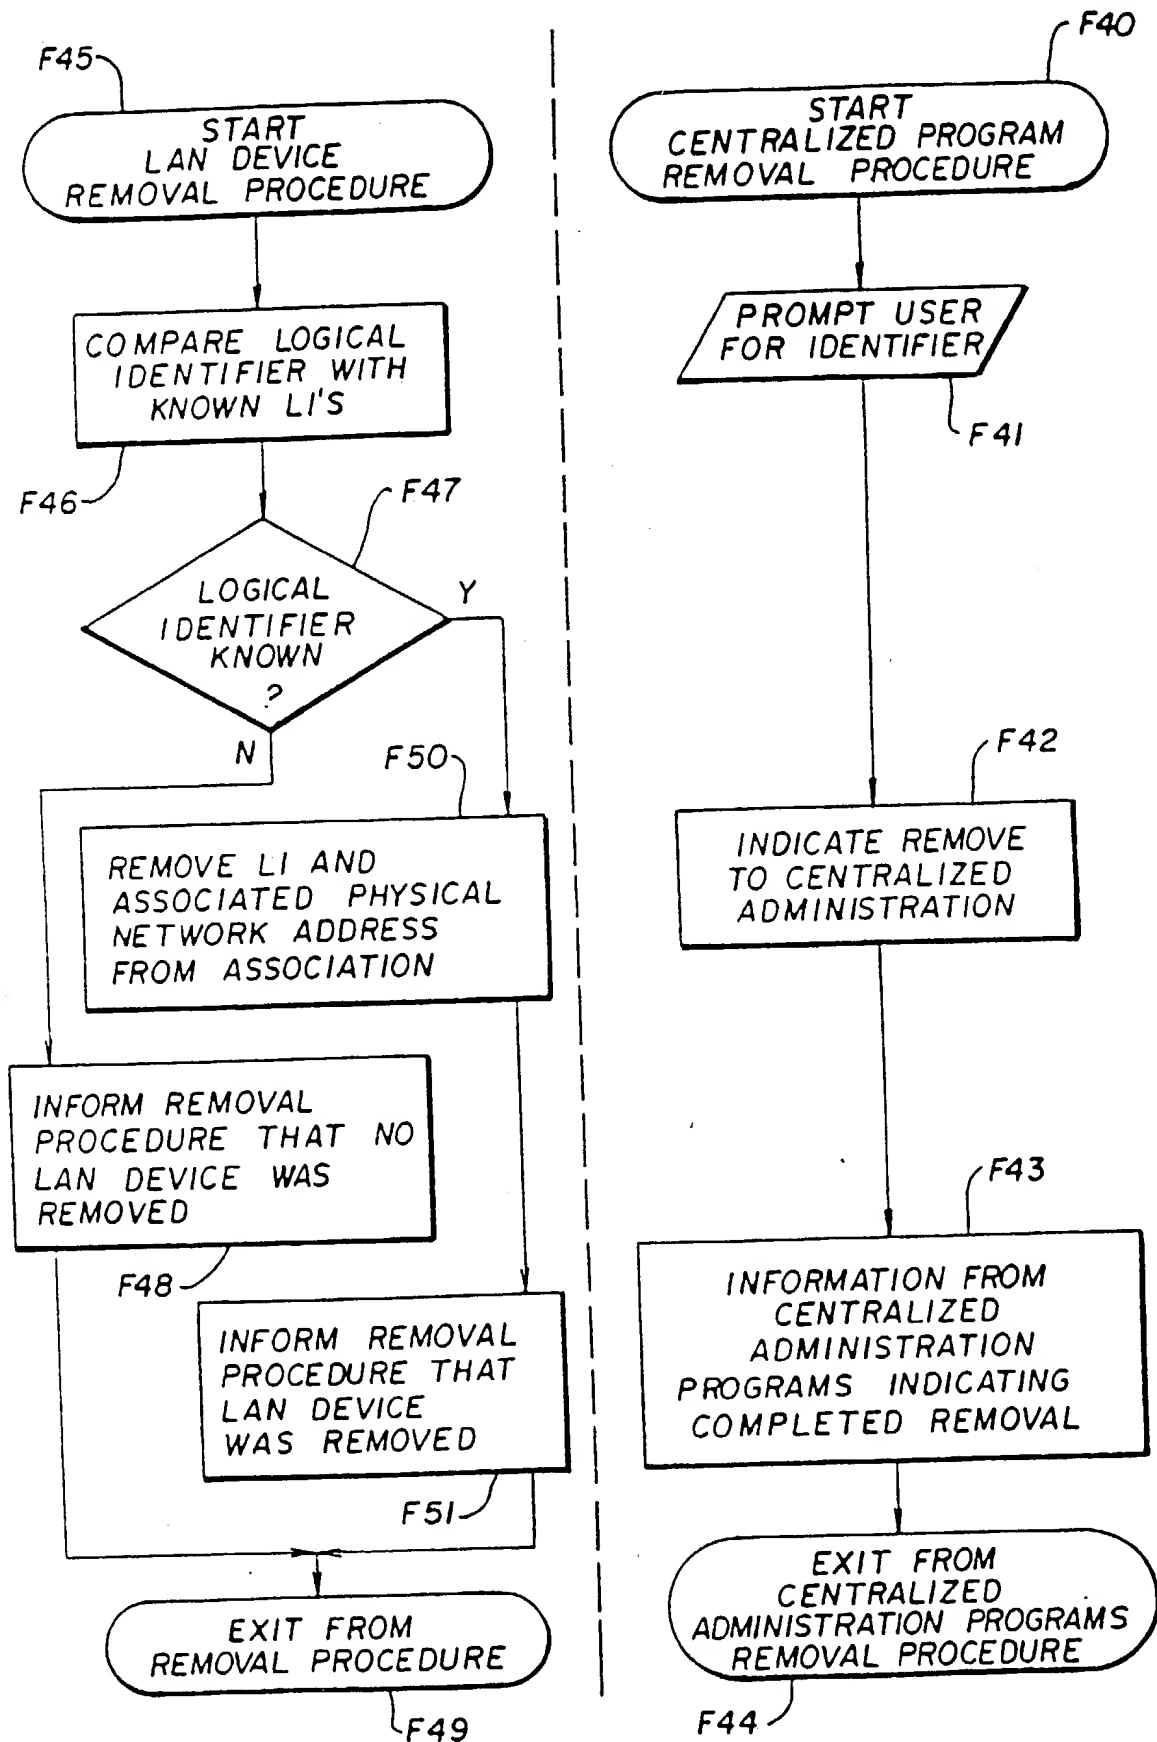 F45
START
LAN DEVICE
REMOVAL PROCEDURE
COMPARE LOGICAL
IDENTIFIER WITH
KNOWN LI'S
F46
F47
LOGICAL
IDENTIFIER
KNOWN
?
Y
N
F50
REMOVE LI AND
ASSOCIATED PHYSICAL
NETWORK ADDRESS
FROM ASSOCIATION
INFORM REMOVAL
PROCEDURE THAT NO
LAN DEVICE WAS
REMOVED
F48
INFORM REMOVAL
PROCEDURE THAT
LAN DEVICE
WAS REMOVED
F51
EXIT FROM
REMOVAL PROCEDURE
F49
F40
START
CENTRALIZED PROGRAM
REMOVAL PROCEDURE
PROMPT USER
FOR IDENTIFIER
F41
F42
INDICATE REMOVE
TO CENTRALIZED
ADMINISTRATION
F43
INFORMATION FROM
CENTRALIZED
ADMINISTRATION
PROGRAMS INDICATING
COMPLETED REMOVAL
EXIT FROM
CENTRALIZED
ADMINISTRATION PROGRAMS
REMOVAL PROCEDURE
F44